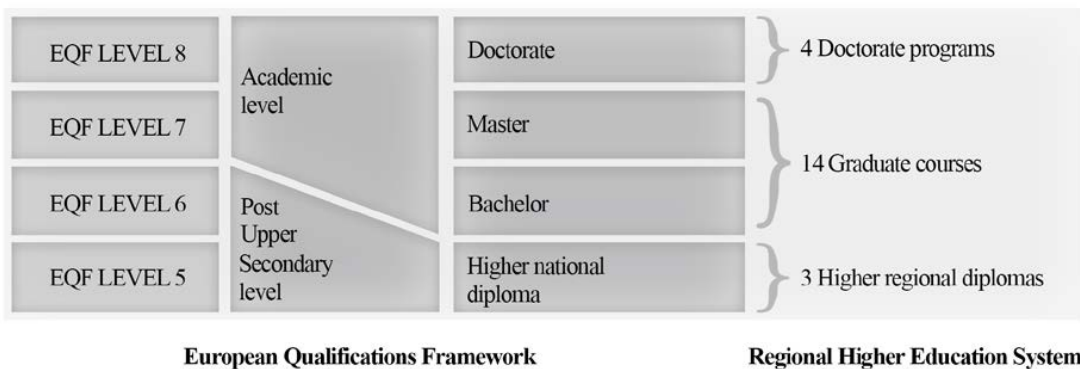 EQF LEVEL 8
Doctorate
4 Doctorate programs
Academic
level
EQF LEVEL 7
Master
14 Graduate courses
EQF LEVEL 6
Post
Upper
Secondary
level
Bachelor
EQF LEVEL 5
Higher national
diploma
3 Higher regional diplomas
European Qualifications Framework
Regional Higher Education System